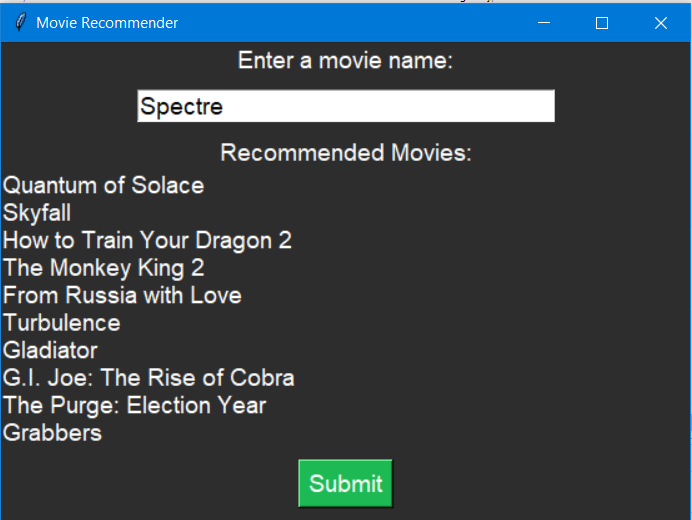 Movie Recommender
Enter a movie name:
Spectre
Recommended Movies:
Quantum of Solace
Skyfall
How to Train Your Dragon 2
The Monkey King 2
From Russia with Love
Turbulence
Gladiator
G.I. Joe: The Rise of Cobra
The Purge: Election Year
Grabbers
Submit